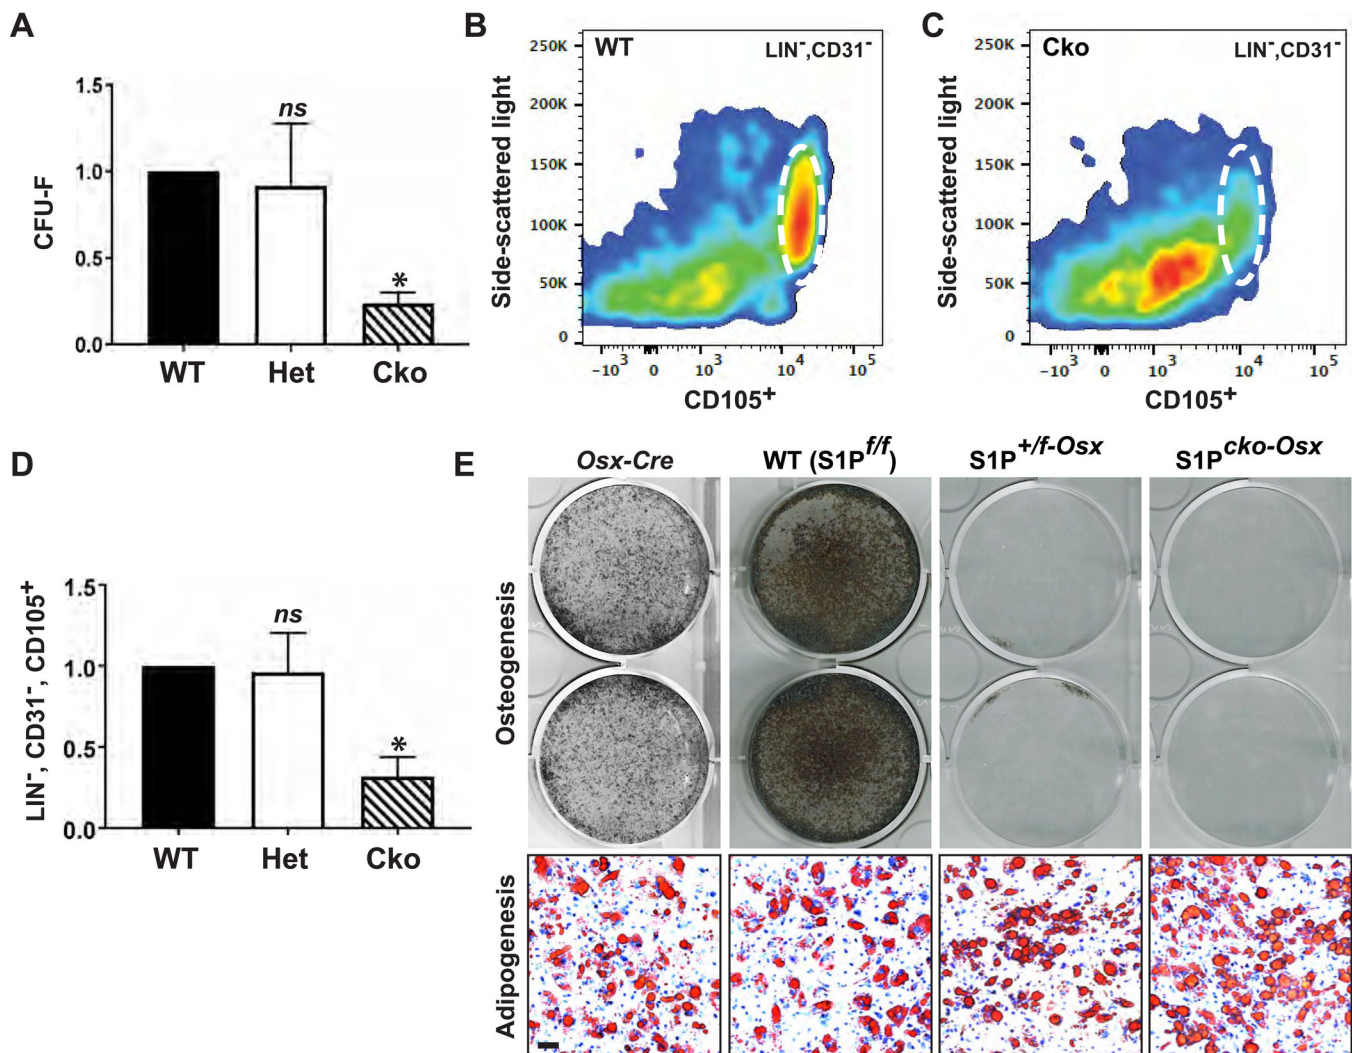 A
CFU-F
1.5
1.0
0.5
0.0
ns
*
WT
Het
Cko
B
WT
LIN⁻,CD31⁻
Side-scattered light
250K
200K
150K
100K
50K
0
-10³
0
10³
10⁴
10⁵
CD105⁺
C
Cko
LIN⁻,CD31⁻
Side-scattered light
250K
200K
150K
100K
50K
0
-10³
0
10³
10⁴
10⁵
CD105⁺
D
LIN⁻, CD31⁻, CD105⁺
1.5
1.0
0.5
0.0
ns
*
WT
Het
Cko
E
Osx-Cre
WT (S1P^f/f)
S1P^+/f-Osx
S1P^cko-Osx
Osteogenesis
Adipogenesis